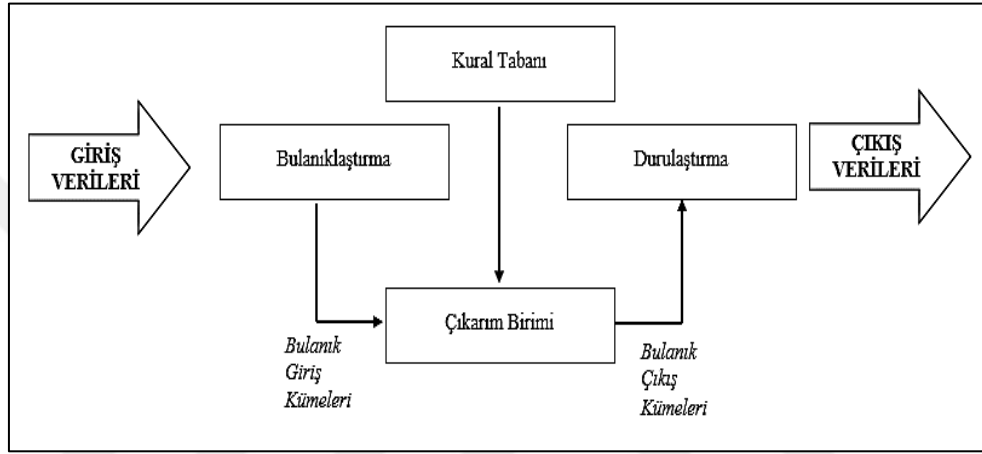 Kural Tabanı
GİRİŞ
VERİLERİ
Bulanıklaştırma
Durulaştırma
ÇIKIŞ
VERİLERİ
Çıkarım Birimi
Bulanık
Giriş
Kümeleri
Bulanık
Çıkış
Kümeleri